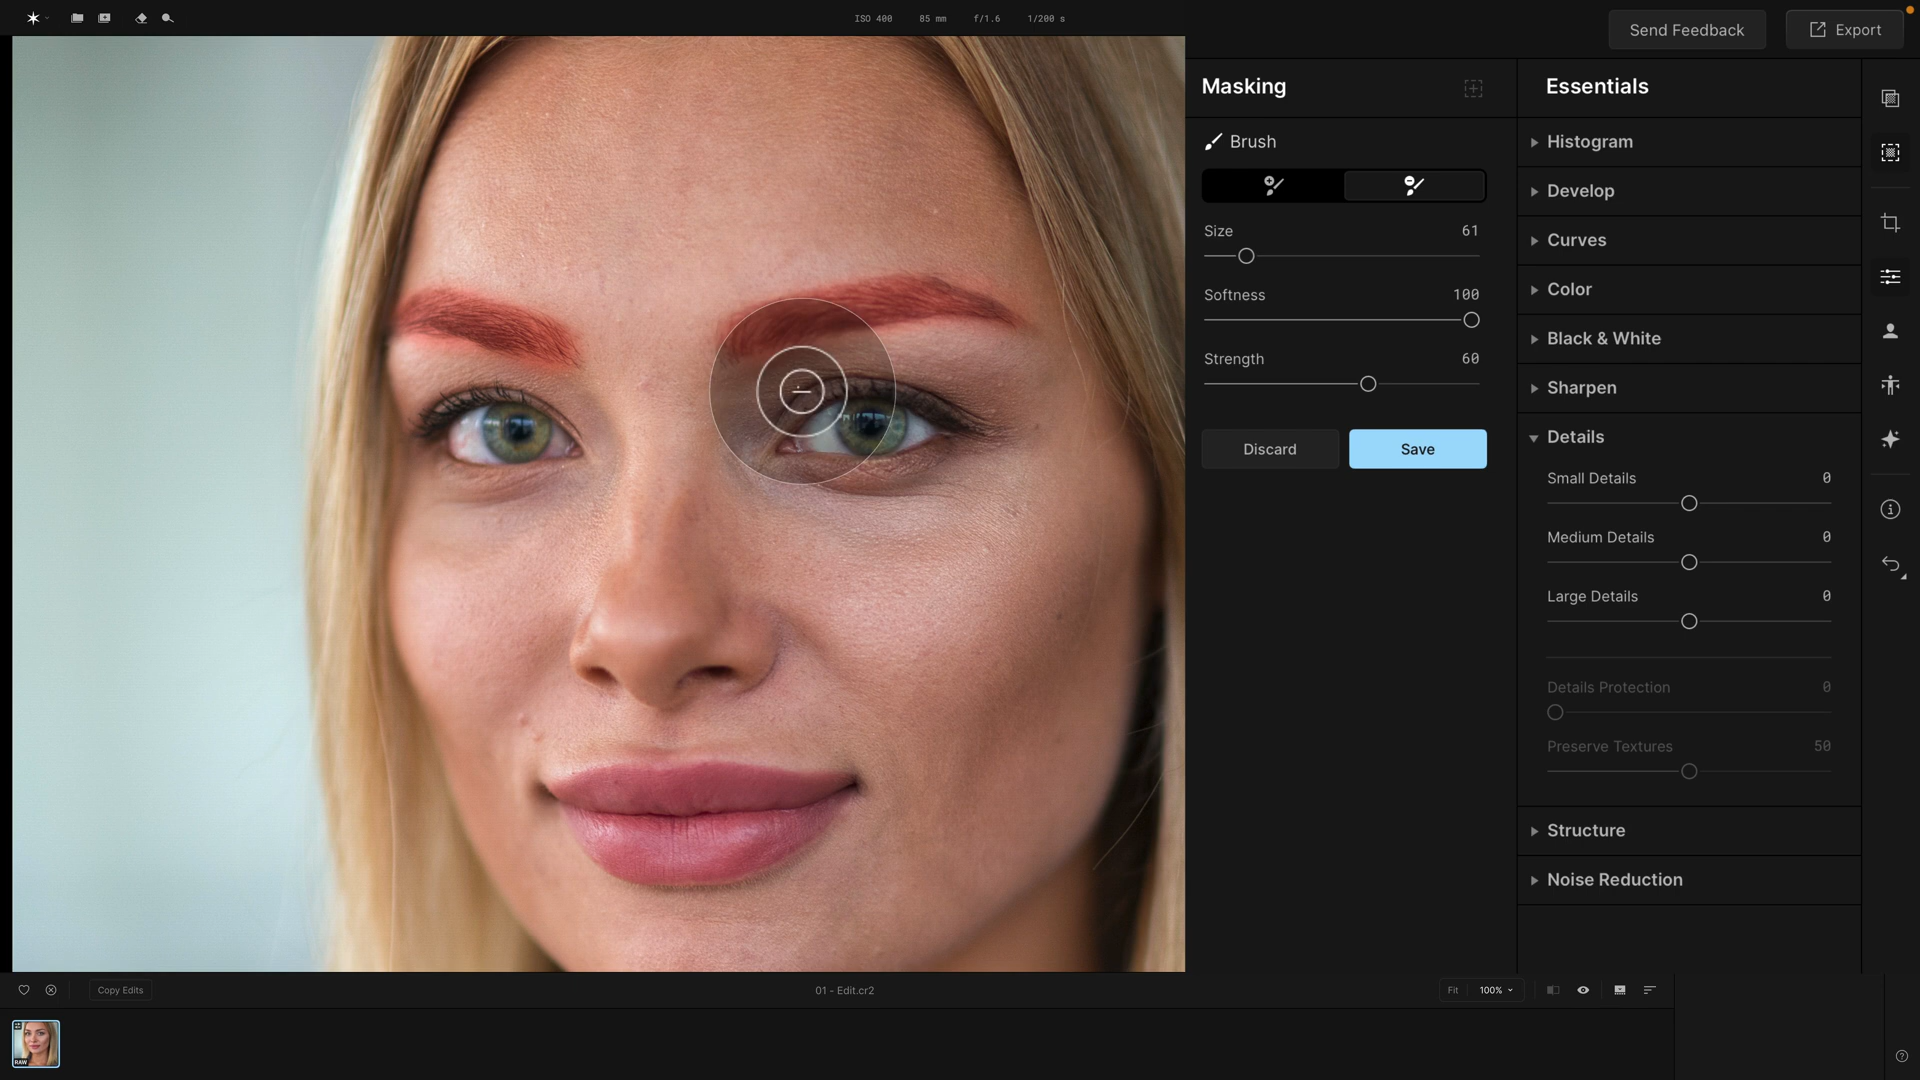 ISO 400 85 mm f/1.6 1/200 s
Send Feedback
Export
Masking
Essentials
Brush
Size 61
Softness 100
Strength 60
Discard
Save
Histogram
Develop
Curves
Color
Black & White
Sharpen
Details
Small Details 0
Medium Details 0
Large Details 0
Details Protection 0
Preserve Textures 50
Structure
Noise Reduction
Copy Edits
01 - Edit.cr2
Fit 100%
RAW